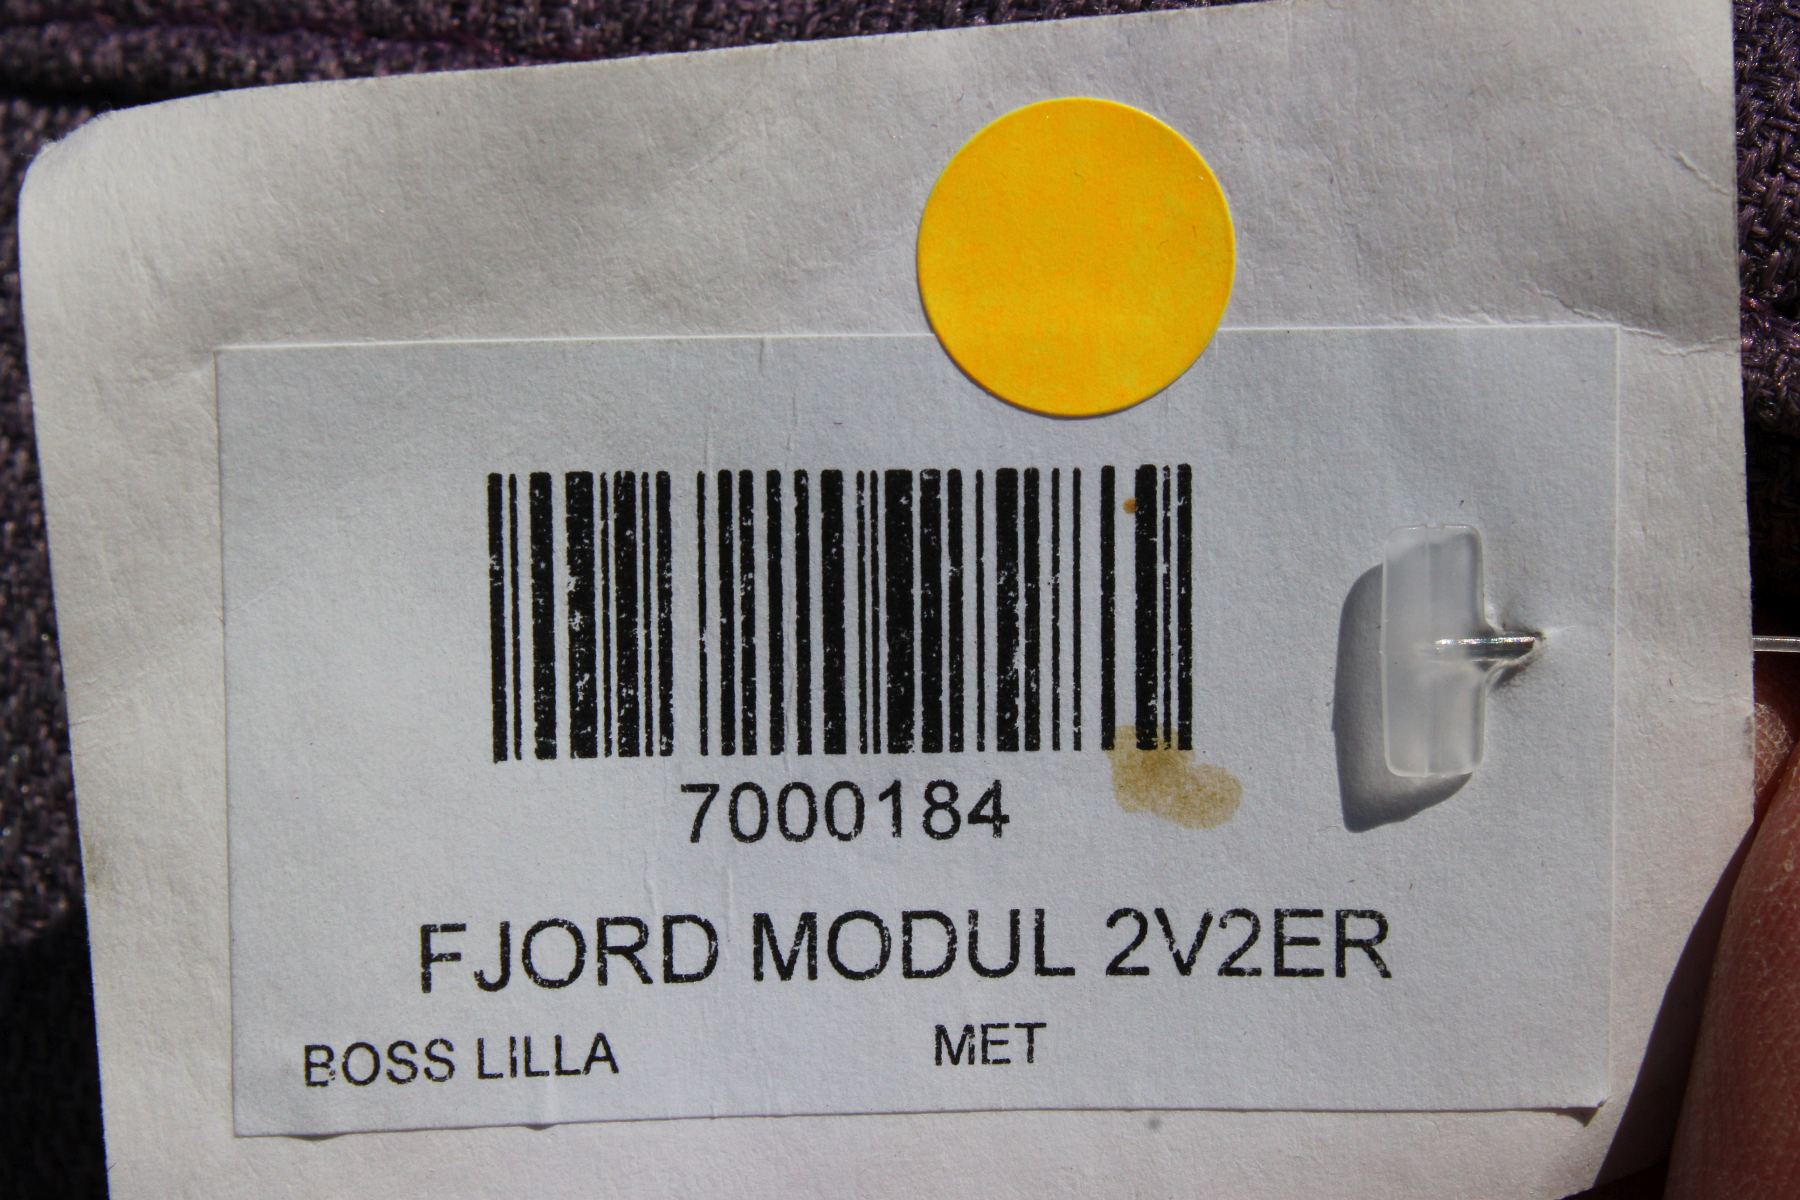 7000184
FJORD MODUL 2V2ER
BOSS LILLA MET